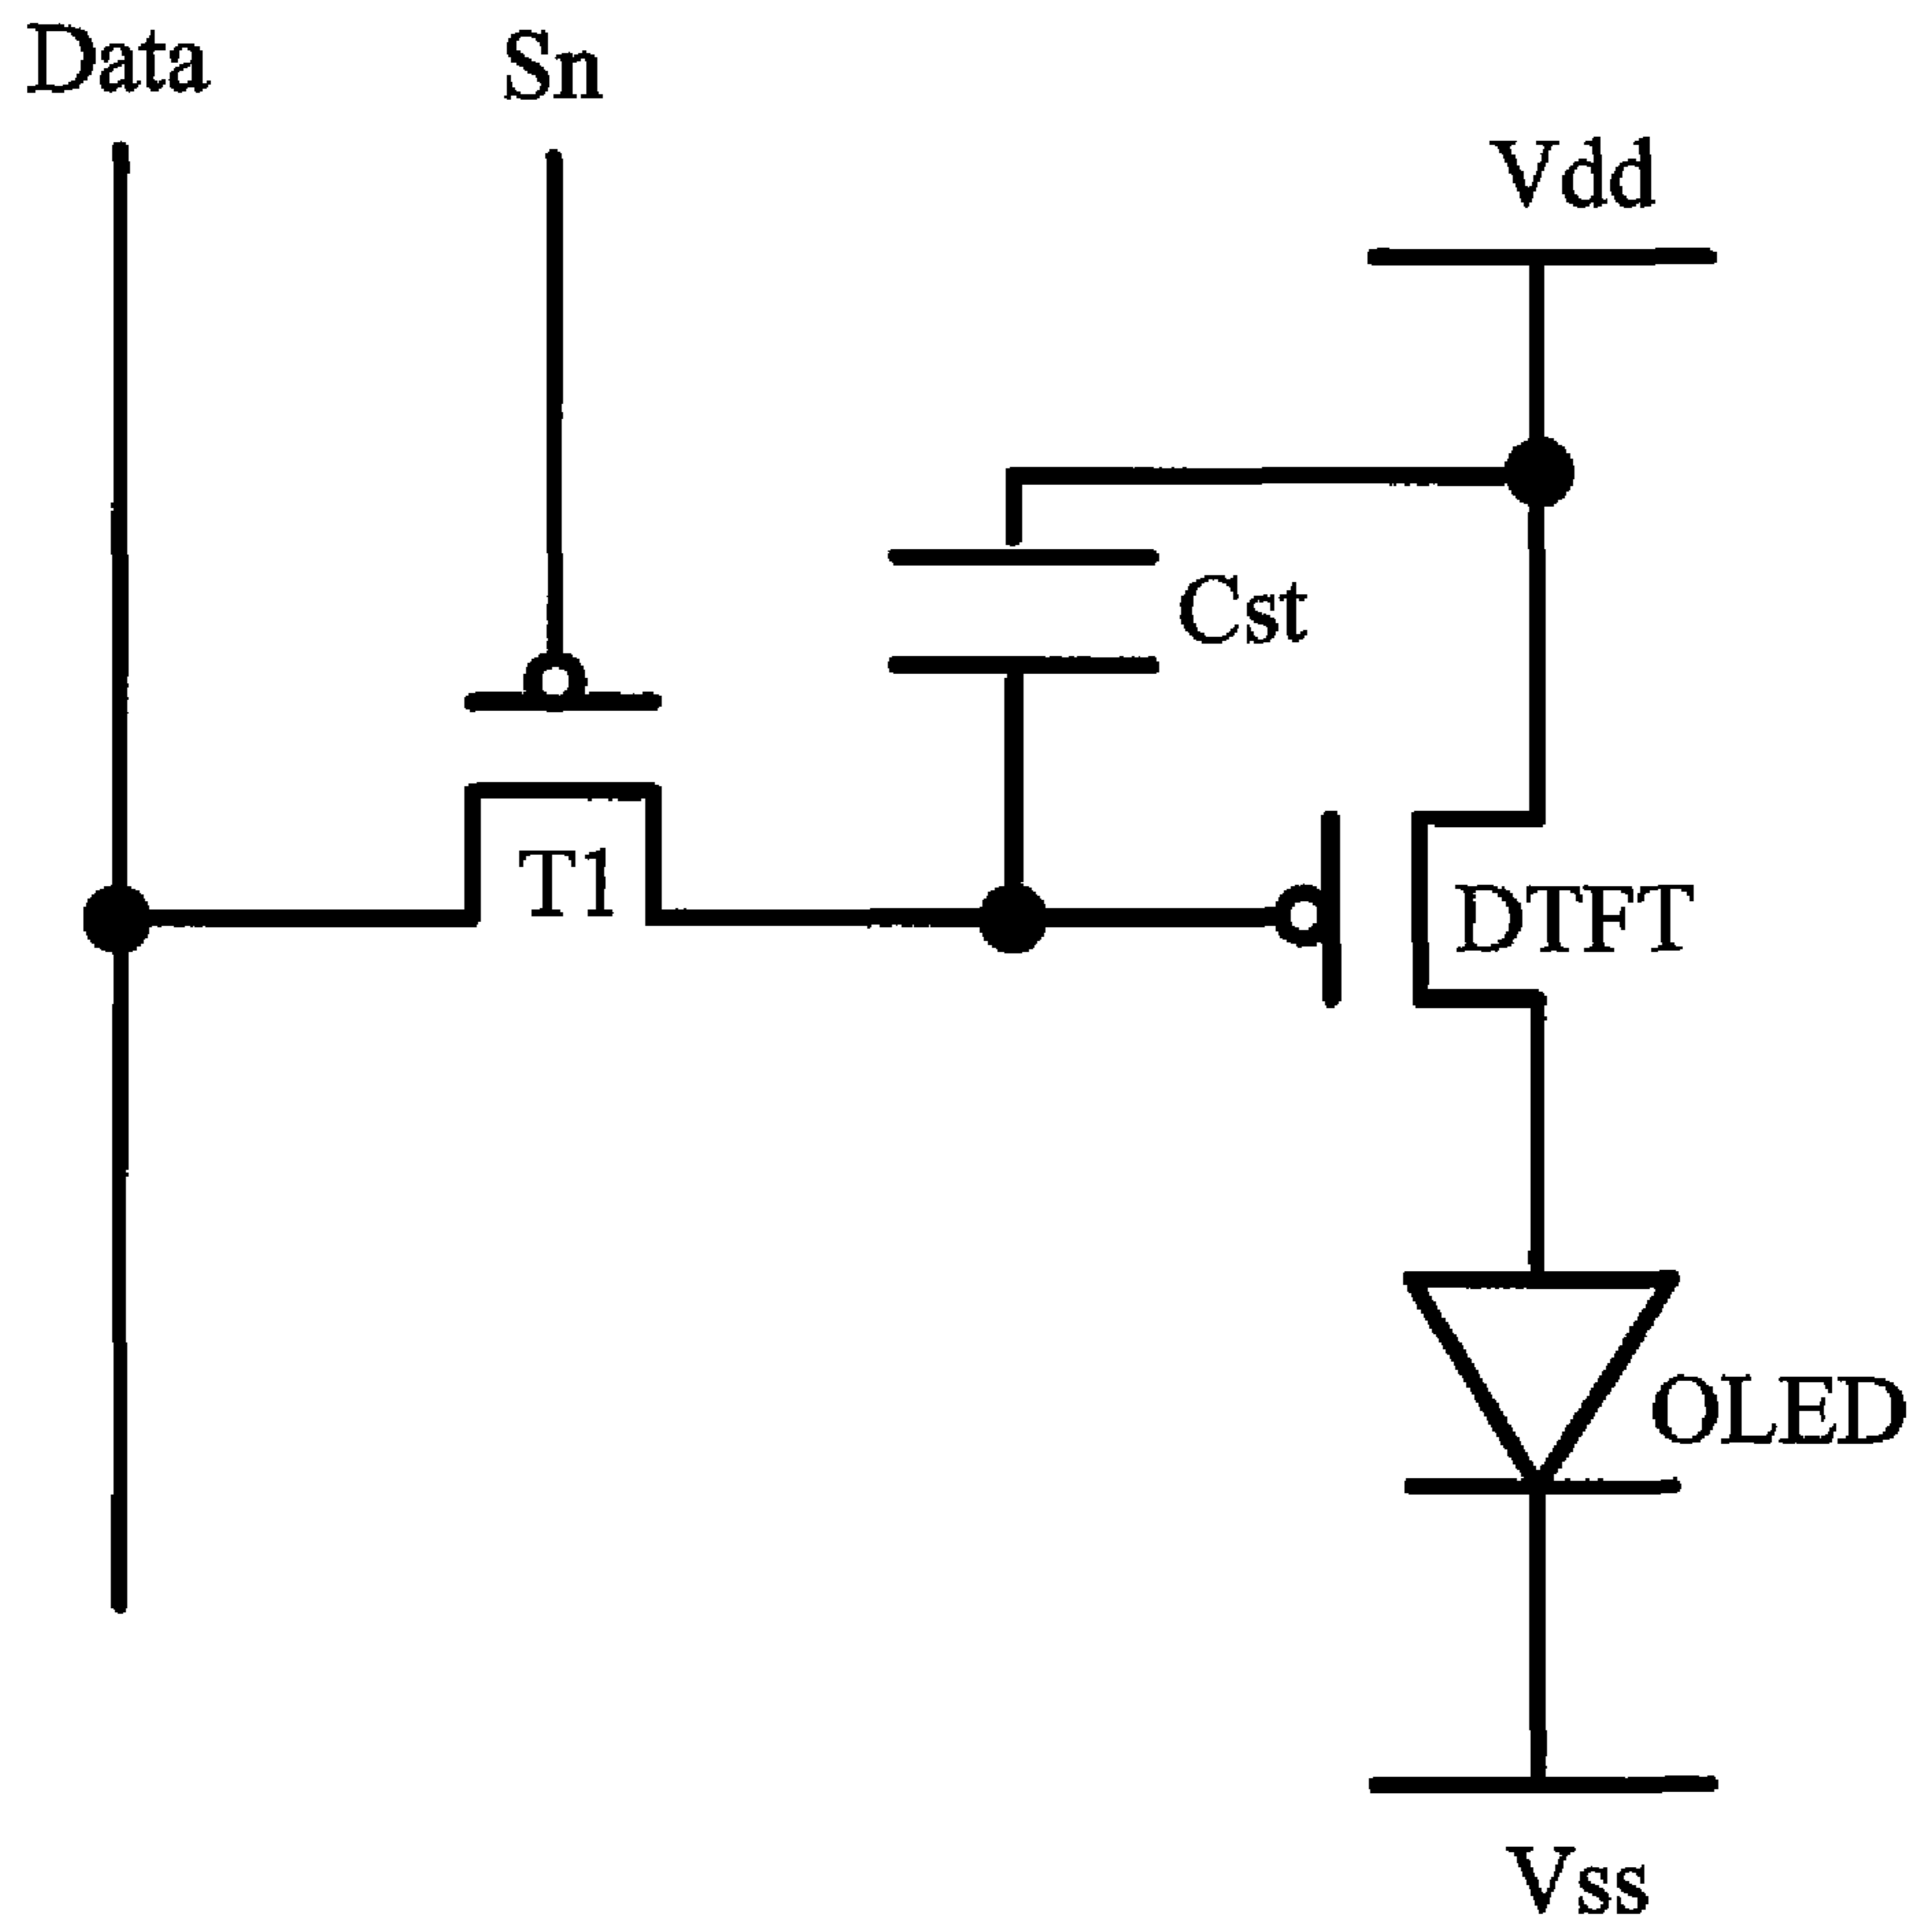 Data
Sn
Vdd
Cst
T1
DTFT
OLED
Vss